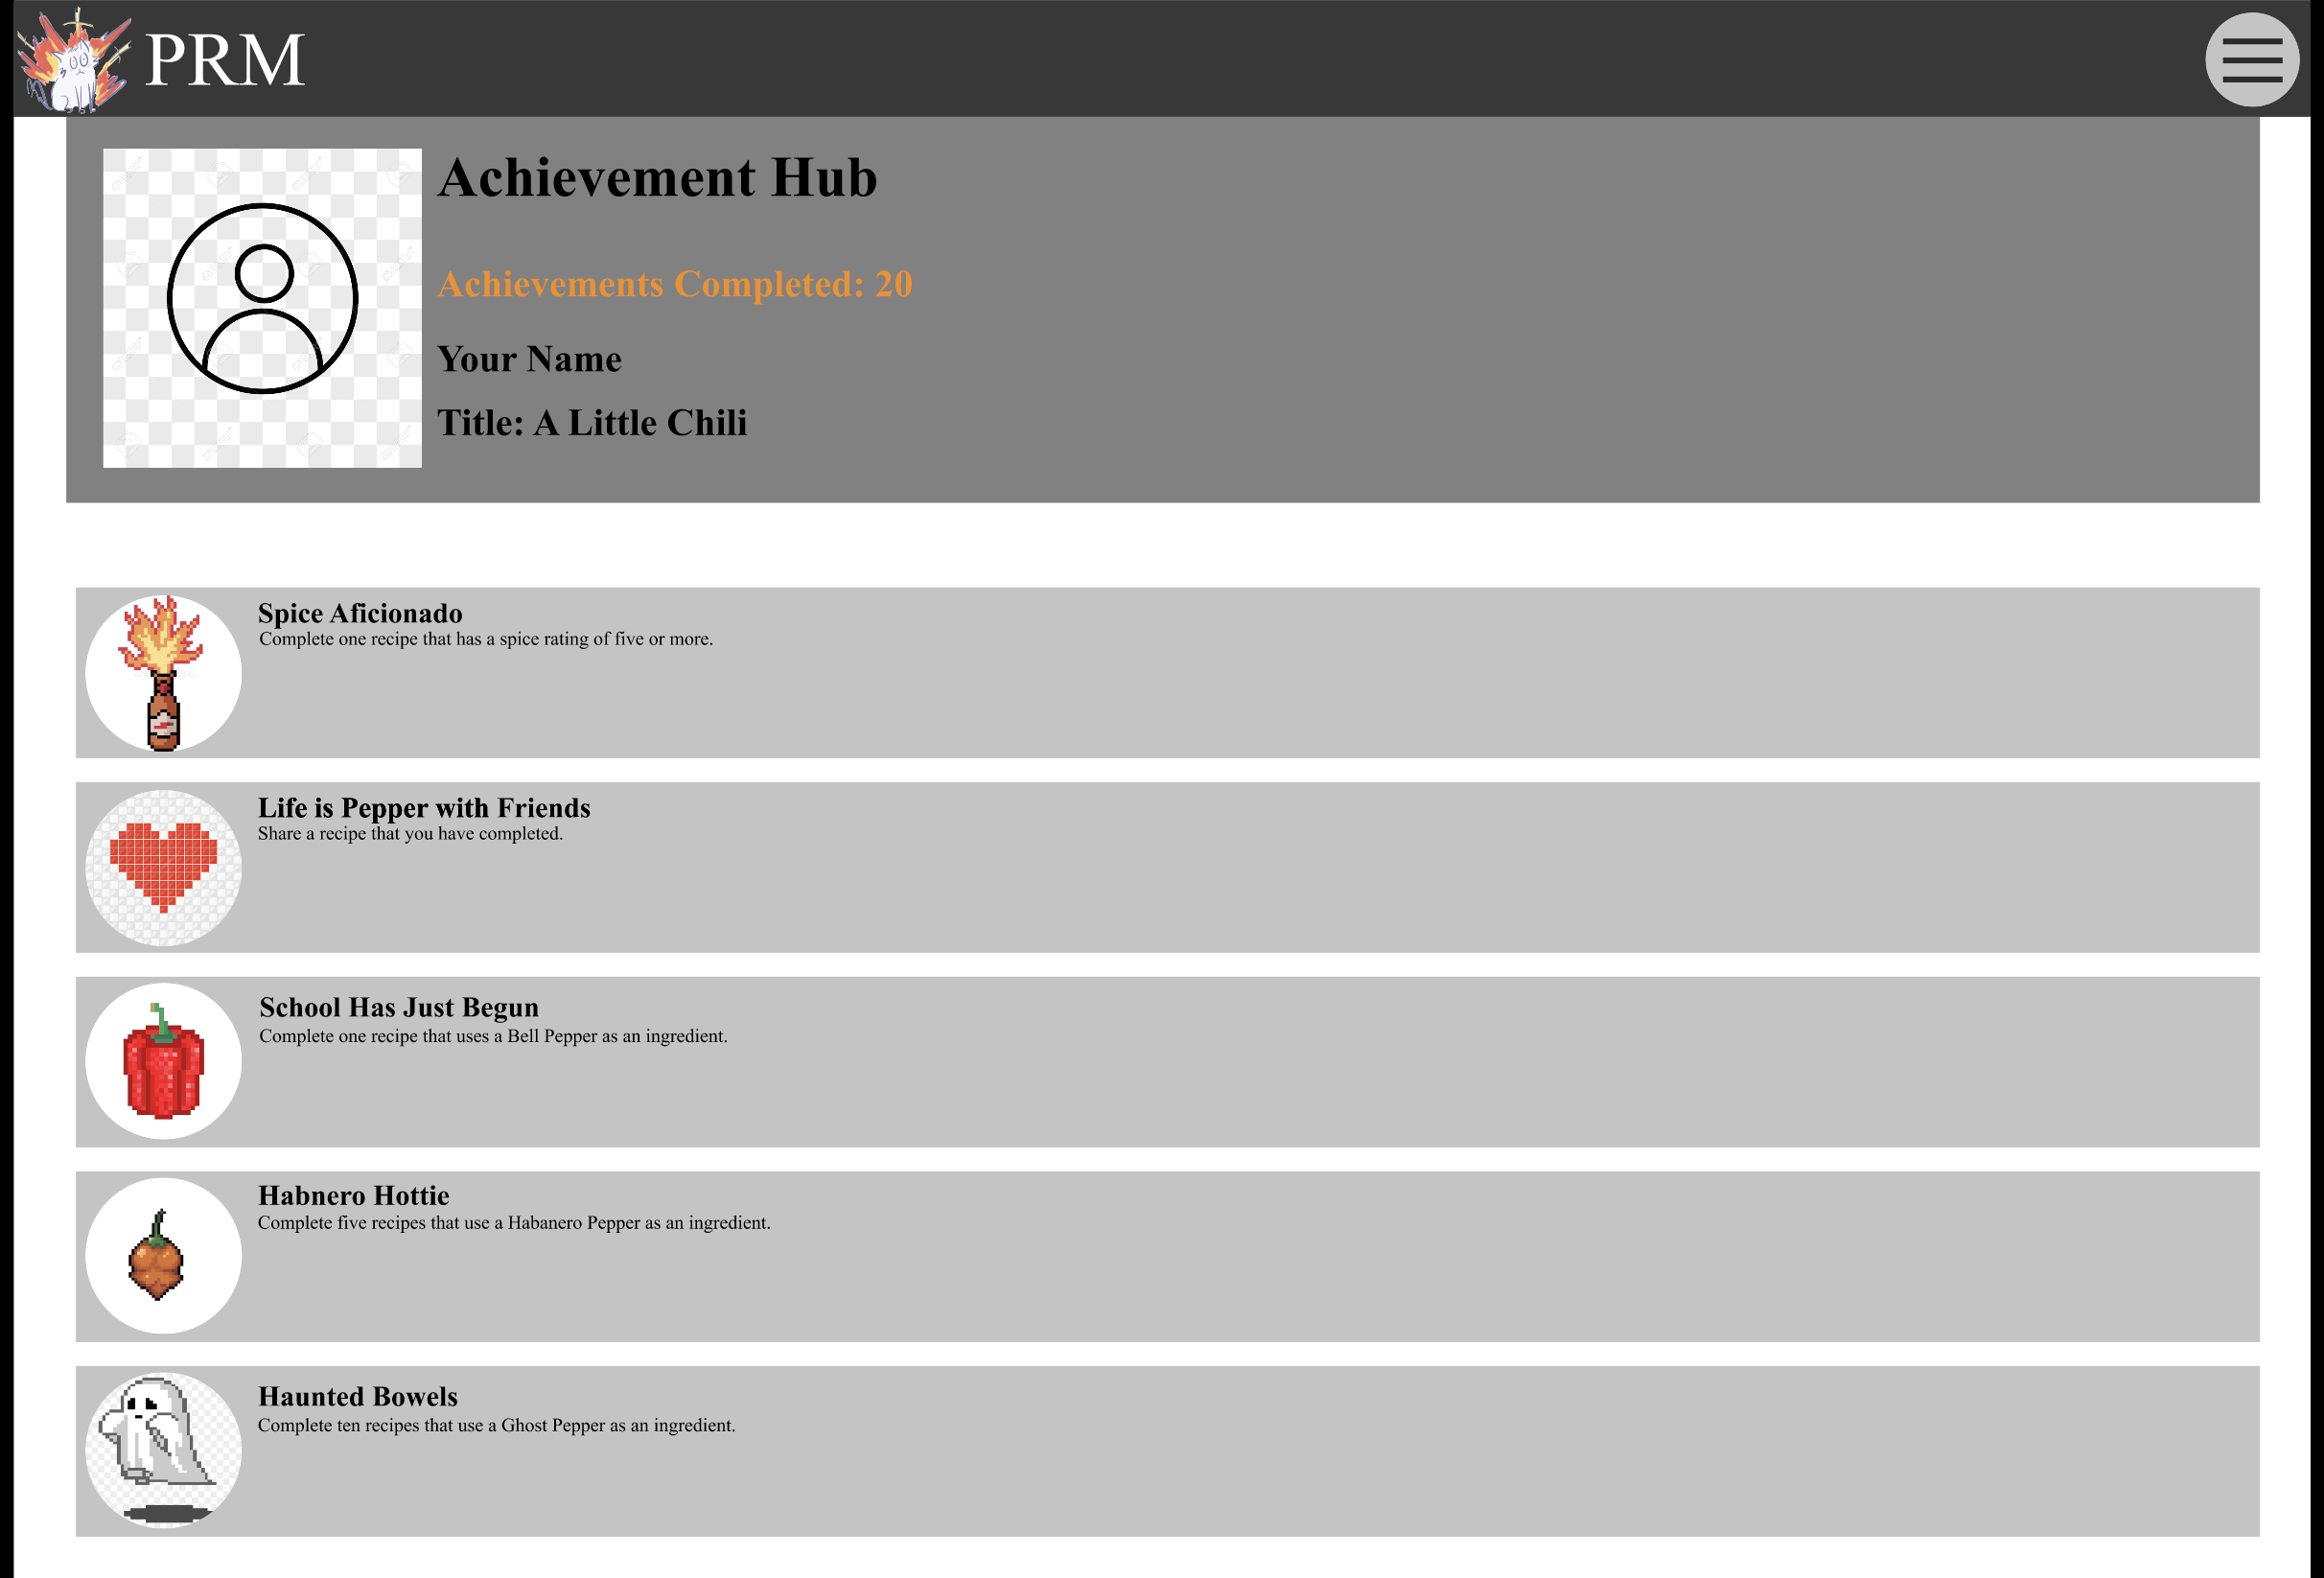 PRM
Achievement Hub
Achievements Completed: 20
Your Name
Title: A Little Chili
Spice Aficionado
Complete one recipe that has a spice rating of five or more.
Life is Pepper with Friends
Share a recipe that you have completed.
School Has Just Begun
Complete one recipe that uses a Bell Pepper as an ingredient.
Habnero Hottie
Complete five recipes that use a Habanero Pepper as an ingredient.
Haunted Bowels
Complete ten recipes that use a Ghost Pepper as an ingredient.